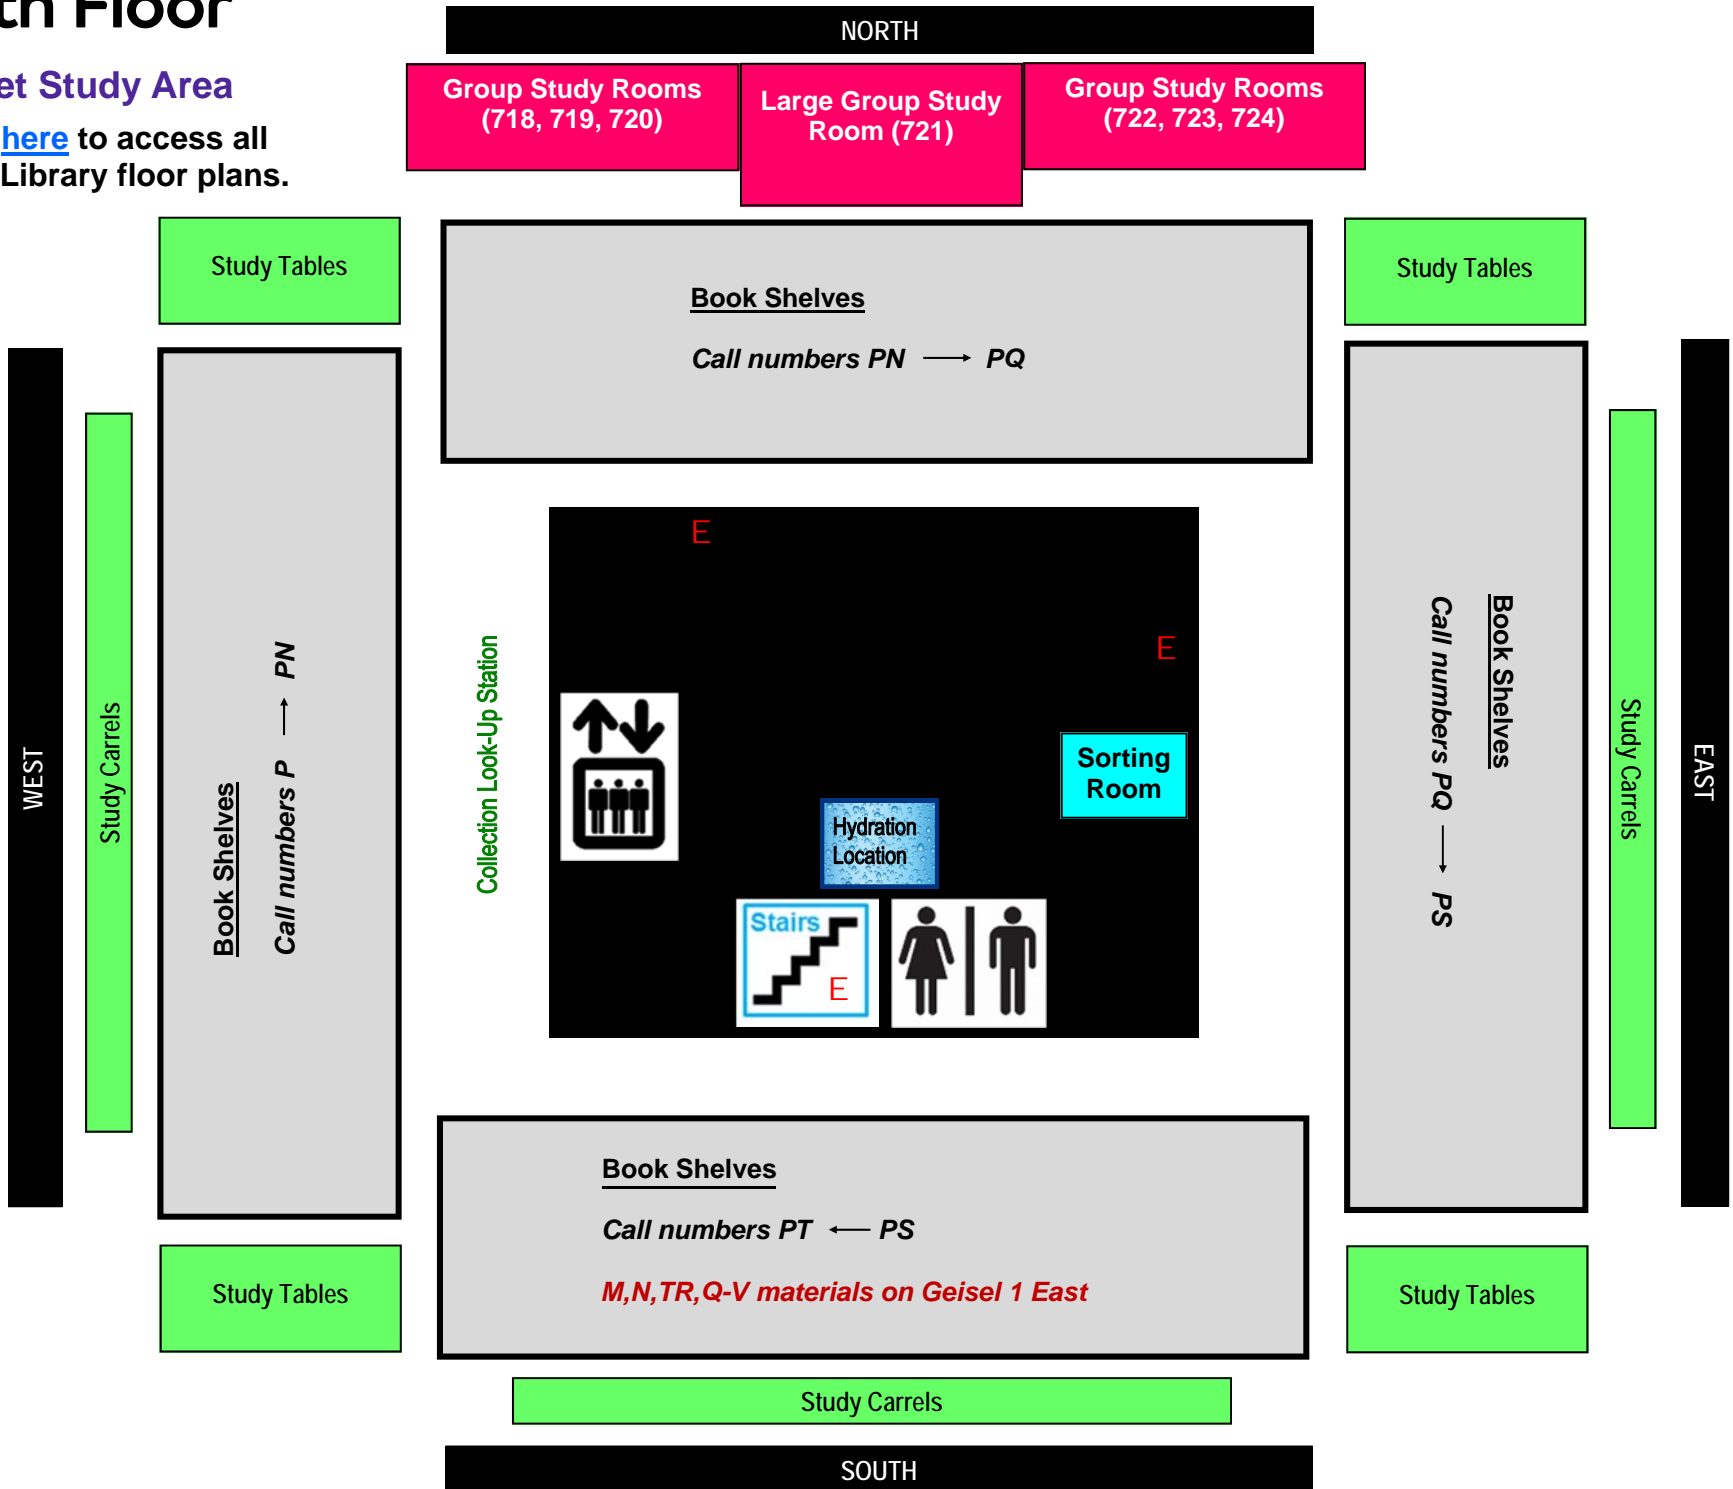 th Floor
et Study Area
here to access all
Library floor plans.
NORTH
Group Study Rooms
(718, 719, 720)
Large Group Study
Room (721)
Group Study Rooms
(722, 723, 724)
Study Tables
Book Shelves
Call numbers PN → PQ
Study Tables
WEST
Study Carrels
Book Shelves
Call numbers P → PN
Collection Look-Up Station
E
E
Sorting
Room
Hydration
Location
Stairs
E
Book Shelves
Call numbers PQ → PS
Study Carrels
EAST
Book Shelves
Call numbers PT ← PS
M,N,TR,Q-V materials on Geisel 1 East
Study Tables
Study Tables
Study Carrels
SOUTH